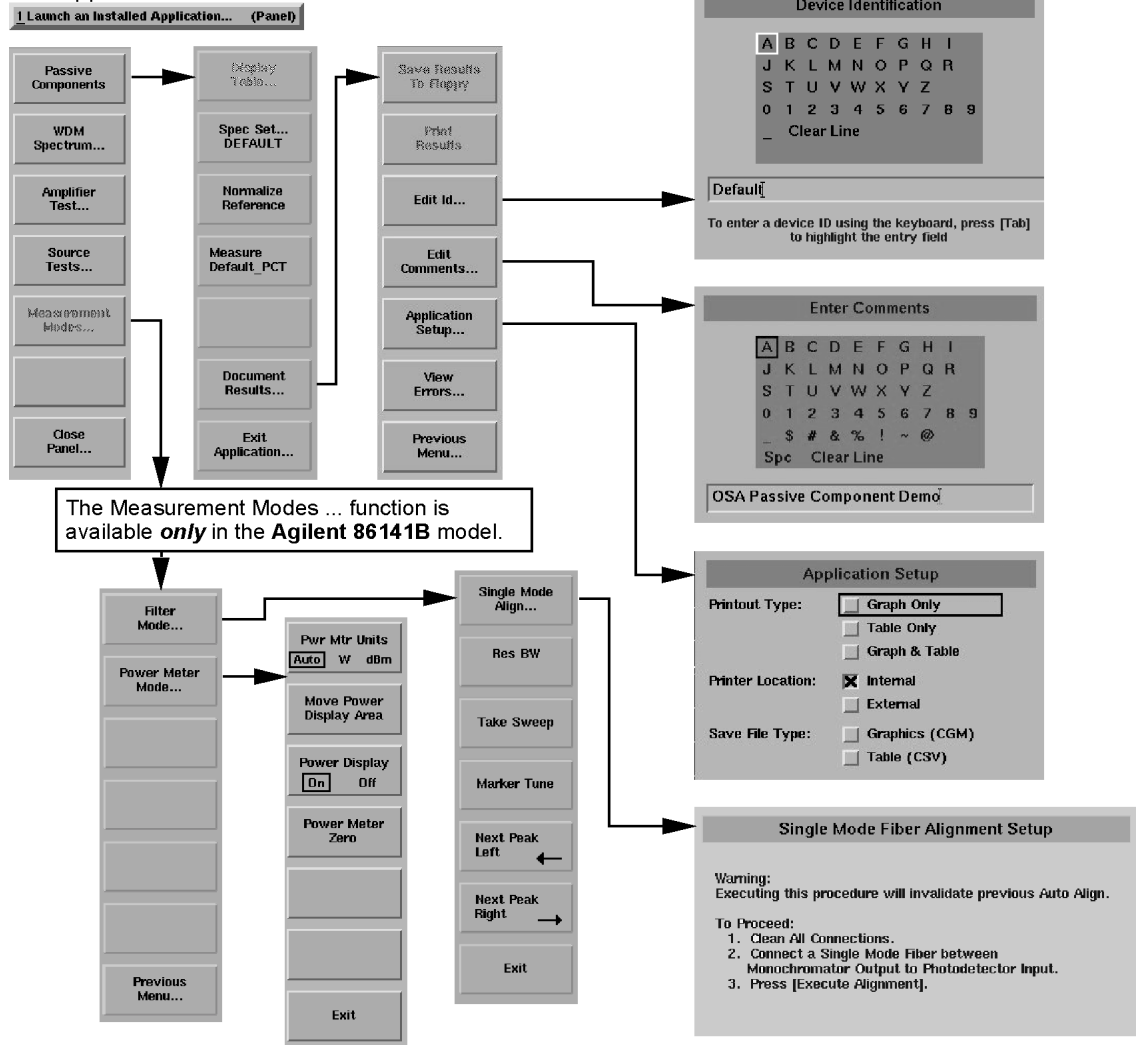 1 Launch an Installed Application... (Panel)
Passive
Components
WDM
Spectrum...
Amplifier
Test...
Source
Tests...
Measurement
Modes...
Close
Panel...
Display
Table...
Spec Set...
DEFAULT
Normalize
Reference
Measure
Default_PCT
Document
Results...
Exit
Application...
Save Results
To Floppy
Print
Results
Edit Id...
Edit
Comments...
Application
Setup...
View
Errors...
Previous
Menu...
Device Identification
A B C D E F G H I
J K L M N O P Q R
S T U V W X Y Z
0 1 2 3 4 5 6 7 8 9
_ Clear Line
Default
To enter a device ID using the keyboard, press [Tab]
to highlight the entry field
Enter Comments
A B C D E F G H I
J K L M N O P Q R
S T U V W X Y Z
0 1 2 3 4 5 6 7 8 9
_ $ # & % ! ~ @
Spc Clear Line
OSA Passive Component Demo
The Measurement Modes ... function is
available only in the Agilent 86141B model.
Filter
Mode...
Power Meter
Mode...
Previous
Menu...
Pwr Mtr Units
Auto W dBm
Move Power
Display Area
Power Display
On Off
Power Meter
Zero
Exit
Single Mode
Align...
Res BW
Take Sweep
Marker Tune
Next Peak
Left
Next Peak
Right
Exit
Application Setup
Printout Type: Graph Only
Table Only
Graph & Table
Printer Location: Internal
External
Save File Type: Graphics (CGM)
Table (CSV)
Single Mode Fiber Alignment Setup
Warning:
Executing this procedure will invalidate previous Auto Align.
To Proceed:
1. Clean All Connections.
2. Connect a Single Mode Fiber between
Monochromator Output to Photodetector Input.
3. Press [Execute Alignment].